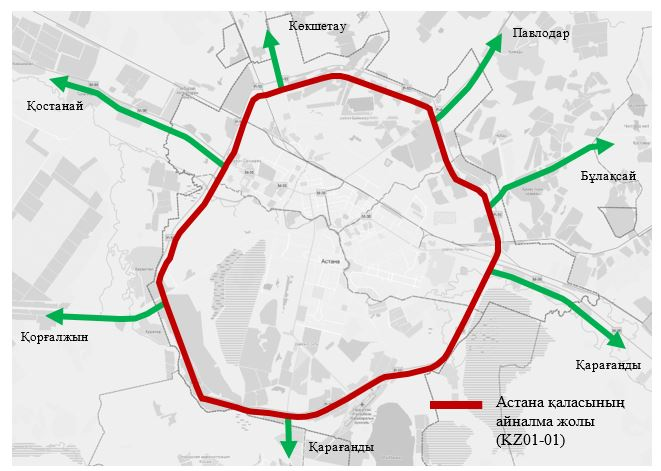 Көкшетау
Павлодар
Қостанай
Бұлақсай
Астана
Қорғалжын
Қарағанды
Астана қаласының
айналма жолы
(KZ01-01)
Қарағанды